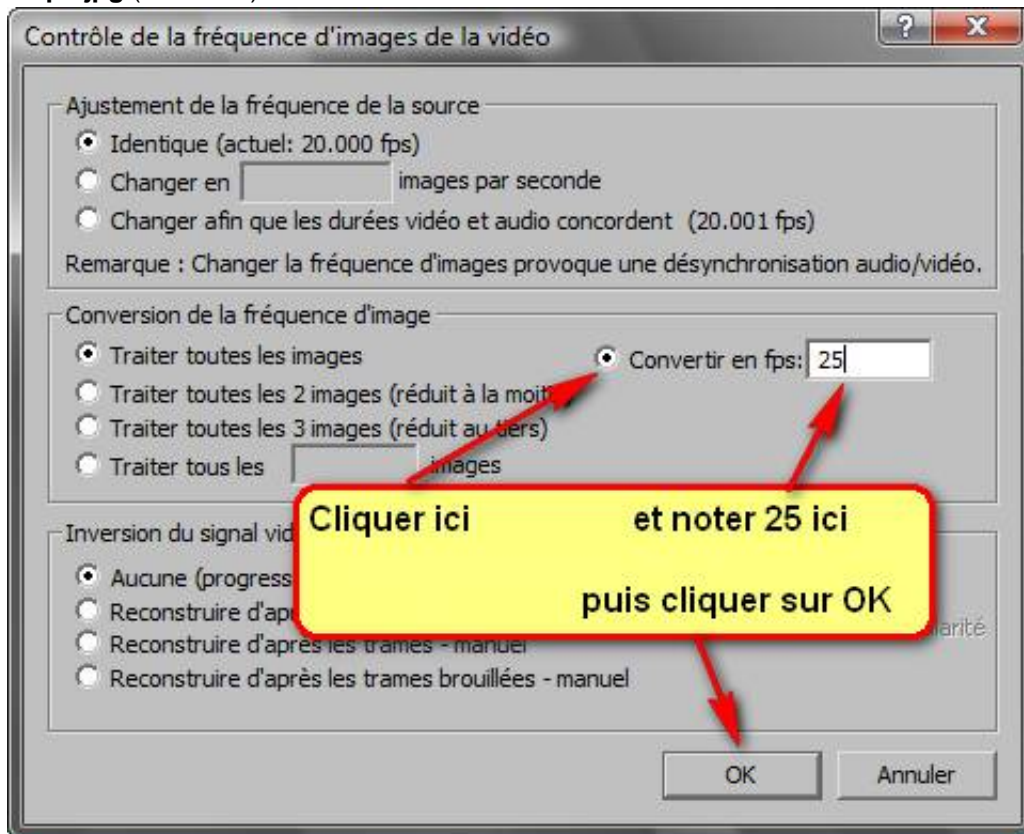 Contrôle de la fréquence d'images de la vidéo
Ajustement de la fréquence de la source
Identique (actuel: 20.000 fps)
Changer en images par seconde
Changer afin que les durées vidéo et audio concordent (20.001 fps)
Remarque : Changer la fréquence d'images provoque une désynchronisation audio/vidéo.
Conversion de la fréquence d'image
Traiter toutes les images
Convertir en fps: 25
Traiter toutes les 2 images (réduit à la moit
Traiter toutes les 3 images (réduit au tiers)
Traiter tous les images
Cliquer ici et noter 25 ici
puis cliquer sur OK
Inversion du signal vid
Aucune (progress
Reconstruire d'apr
arité
Reconstruire d'après les trames - manuel
Reconstruire d'après les trames brouillées - manuel
OK Annuler